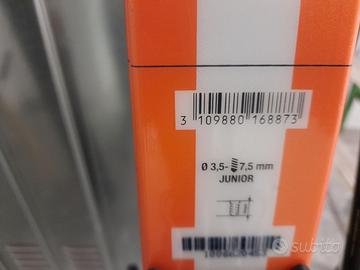 3 109880 168873
Ø 3,5- 7,5 mm
JUNIOR
subito